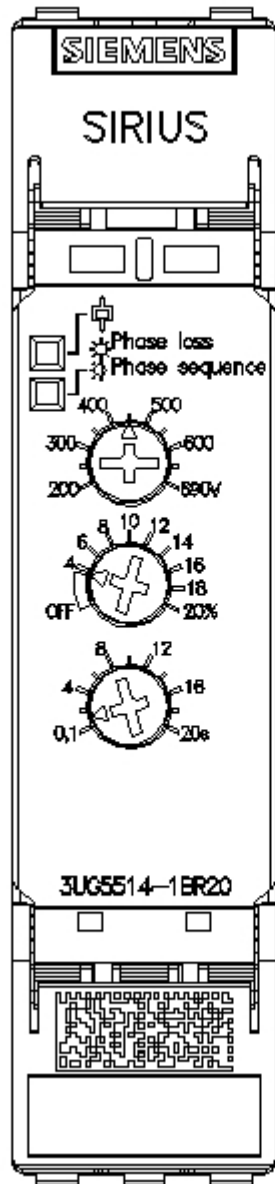 SIEMENS
SIRIUS
Phase loss
Phase sequence
400 500
300 600
200 690V
10
8 12
6 14
4 16
18
OFF 20%
8 12
4 16
0,1 20s
3UG5514-1BR20